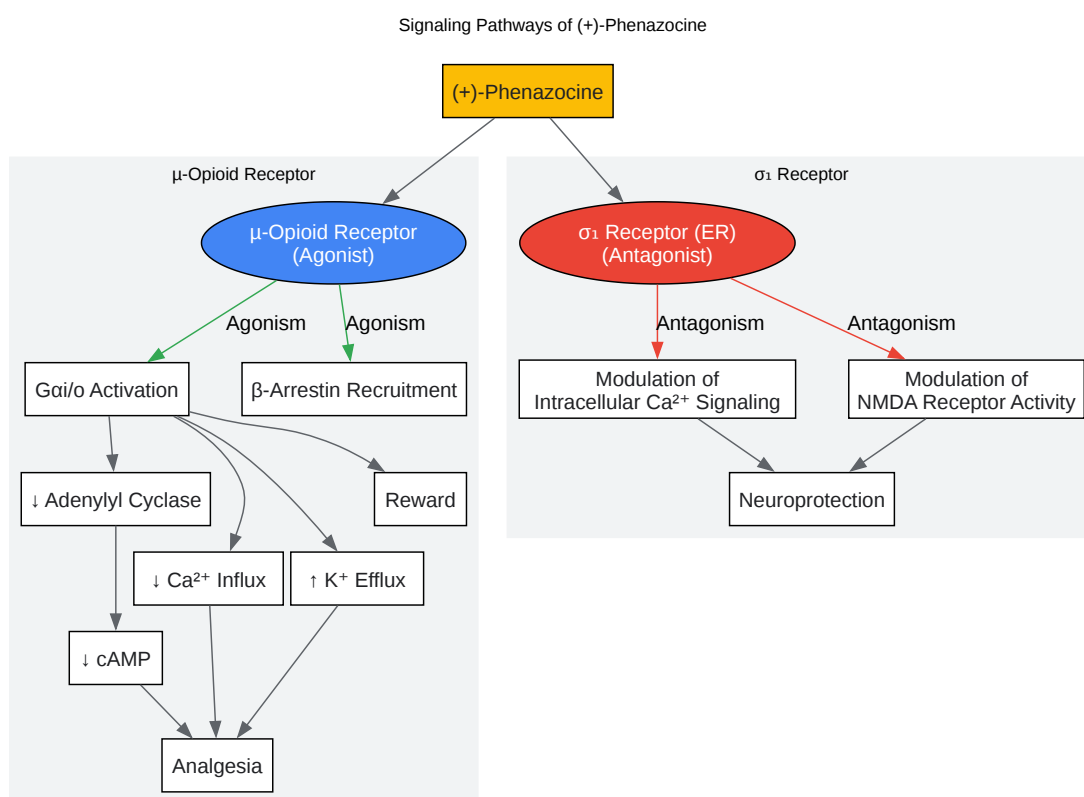 Signaling Pathways of (+)-Phenazocine
(+)-Phenazocine
μ-Opioid Receptor
σ₁ Receptor
μ-Opioid Receptor
(Agonist)
σ₁ Receptor (ER)
(Antagonist)
Agonism
Agonism
Antagonism
Antagonism
Gαi/o Activation
β-Arrestin Recruitment
Modulation of
Intracellular Ca²⁺ Signaling
Modulation of
NMDA Receptor Activity
↓ Adenylyl Cyclase
Reward
Neuroprotection
↓ Ca²⁺ Influx
↑ K⁺ Efflux
↓ cAMP
Analgesia